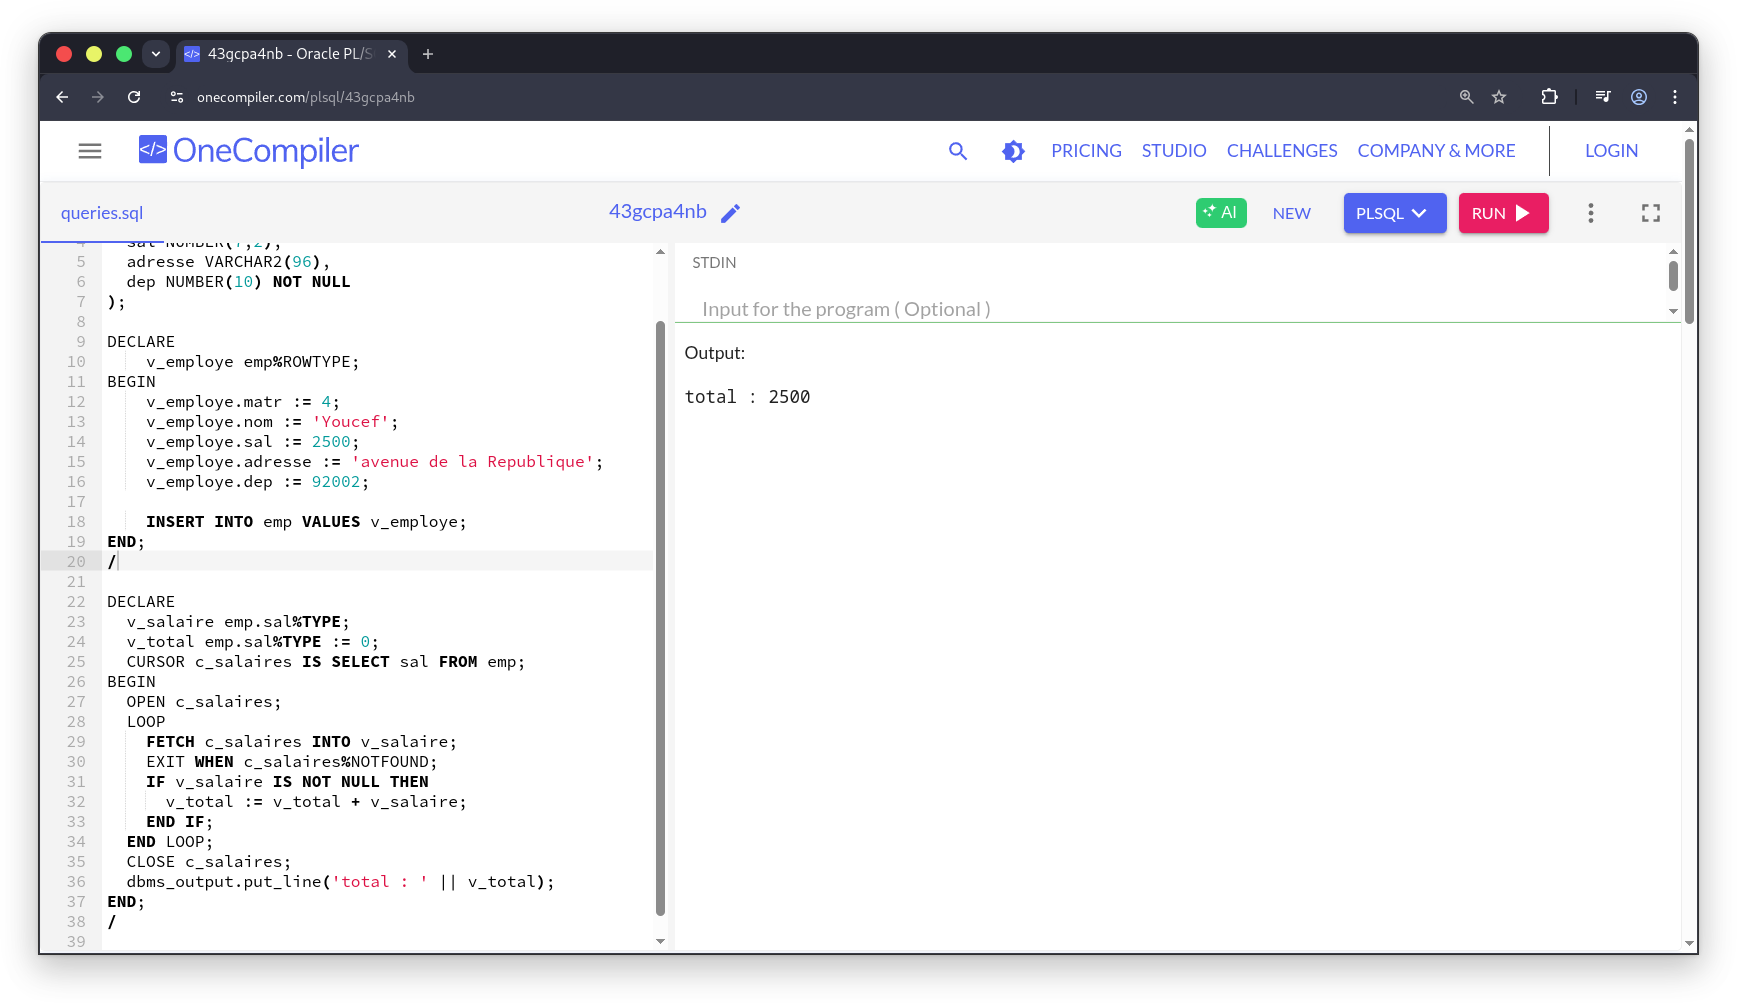 43gcpa4nb - Oracle PL/S
onecompiler.com/plsql/43gcpa4nb
</> OneCompiler
PRICING STUDIO CHALLENGES COMPANY & MORE LOGIN
queries.sql
43gcpa4nb
AI NEW PLSQL RUN
4 sal NUMBER(7,2),
5 adresse VARCHAR2(96),
6 dep NUMBER(10) NOT NULL
7 );
8
9 DECLARE
10 v_employe emp%ROWTYPE;
11 BEGIN
12 v_employe.matr := 4;
13 v_employe.nom := 'Youcef';
14 v_employe.sal := 2500;
15 v_employe.adresse := 'avenue de la Republique';
16 v_employe.dep := 92002;
17
18 INSERT INTO emp VALUES v_employe;
19 END;
20 /
21
22 DECLARE
23 v_salaire emp.sal%TYPE;
24 v_total emp.sal%TYPE := 0;
25 CURSOR c_salaires IS SELECT sal FROM emp;
26 BEGIN
27 OPEN c_salaires;
28 LOOP
29 FETCH c_salaires INTO v_salaire;
30 EXIT WHEN c_salaires%NOTFOUND;
31 IF v_salaire IS NOT NULL THEN
32 v_total := v_total + v_salaire;
33 END IF;
34 END LOOP;
35 CLOSE c_salaires;
36 dbms_output.put_line('total : ' || v_total);
37 END;
38 /
39
STDIN
Input for the program ( Optional )
Output:
total : 2500